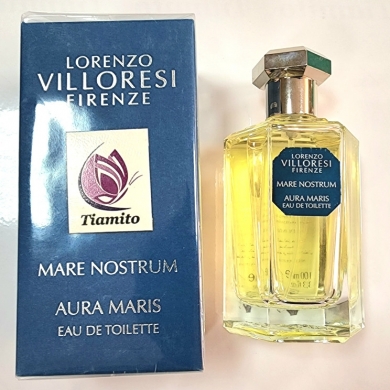 LORENZO
VILLORESI
FIRENZE
Tiamito
MARE NOSTRUM
AURA MARIS
EAU DE TOILETTE
LORENZO
VILLORESI
FIRENZE
MARE NOSTRUM
AURA MARIS
EAU DE TOILETTE